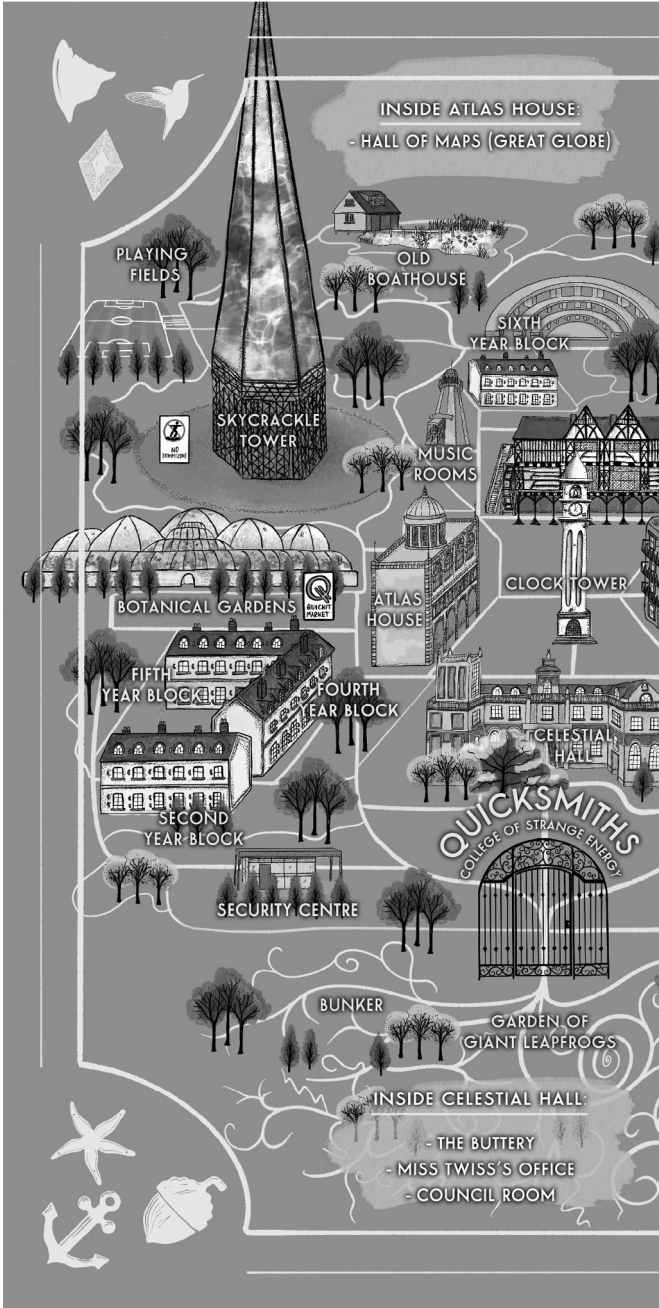 INSIDE ATLAS HOUSE:
- HALL OF MAPS (GREAT GLOBE)
PLAYING
FIELDS
OLD
BOATHOUSE
SIXTH
YEAR BLOCK
SKYCRACKLE
TOWER
NO
SUMMIZINE
MUSIC
ROOMS
BOTANICAL GARDENS
QUICKIT
MARKET
ATLAS
HOUSE
CLOCK TOWER
FIFTH
YEAR BLOCK
FOURTH
YEAR BLOCK
CELESTIAL
HALL
SECOND
YEAR BLOCK
QUICKSMITHS
COLLEGE OF STRANGE ENERGY
SECURITY CENTRE
BUNKER
GARDEN OF
GIANT LEAPFROGS
INSIDE CELESTIAL HALL:
- THE BUTTERY
- MISS TWISS'S OFFICE
- COUNCIL ROOM